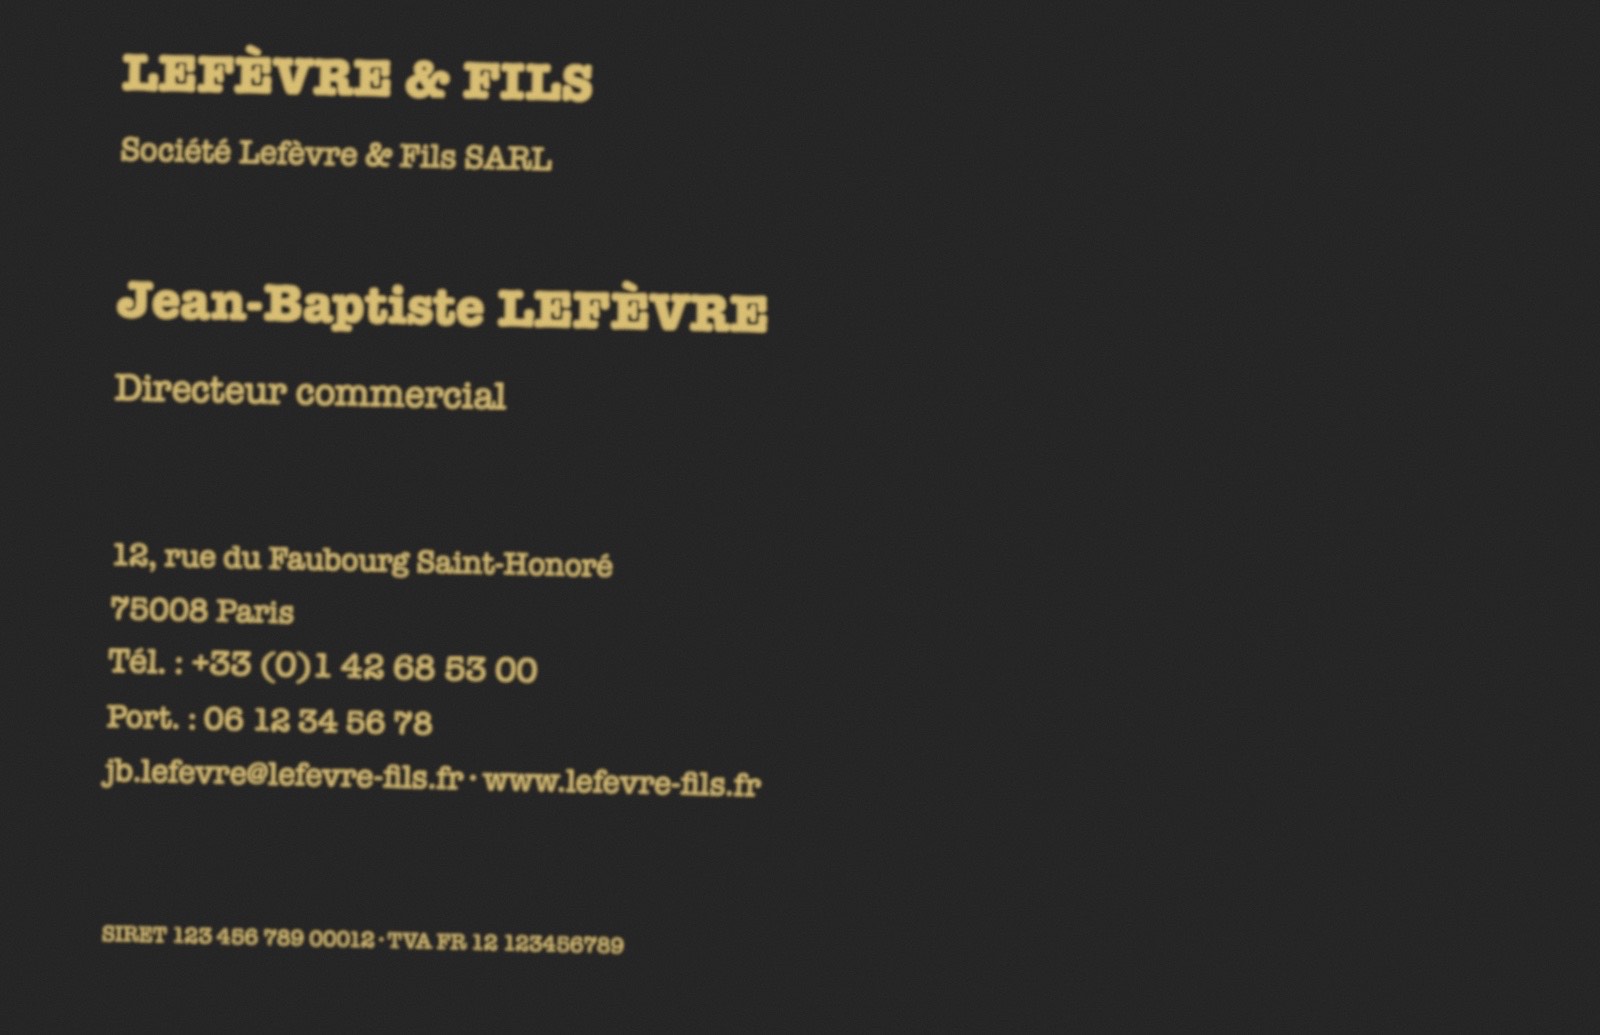 LEFÈVRE & FILS
Société Lefèvre & Fils SARL
Jean-Baptiste LEFÈVRE
Directeur commercial
12, rue du Faubourg Saint-Honoré
75008 Paris
Tél. : +33 (0)1 42 68 53 00
Port. : 06 12 34 56 78
jb.lefevre@lefevre-fils.fr · www.lefevre-fils.fr
SIRET 123 456 789 00012 · TVA FR 12 123456789